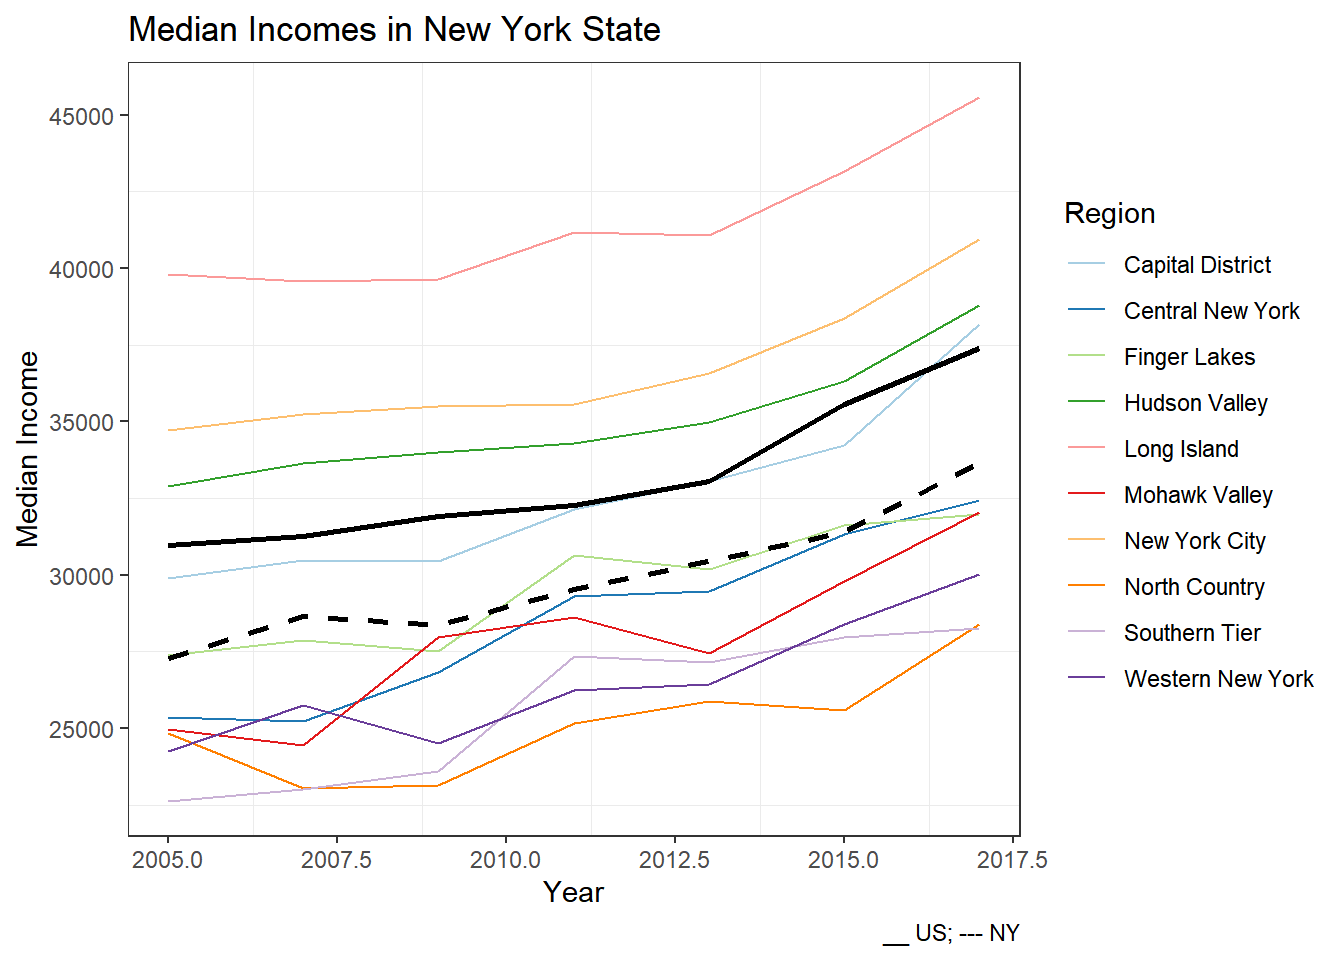 Median Incomes in New York State
45000
40000
35000
30000
25000
Median Income
2005.0 2007.5 2010.0 2012.5 2015.0 2017.5
Year
__ US; --- NY
Region
Capital District
Central New York
Finger Lakes
Hudson Valley
Long Island
Mohawk Valley
New York City
North Country
Southern Tier
Western New York